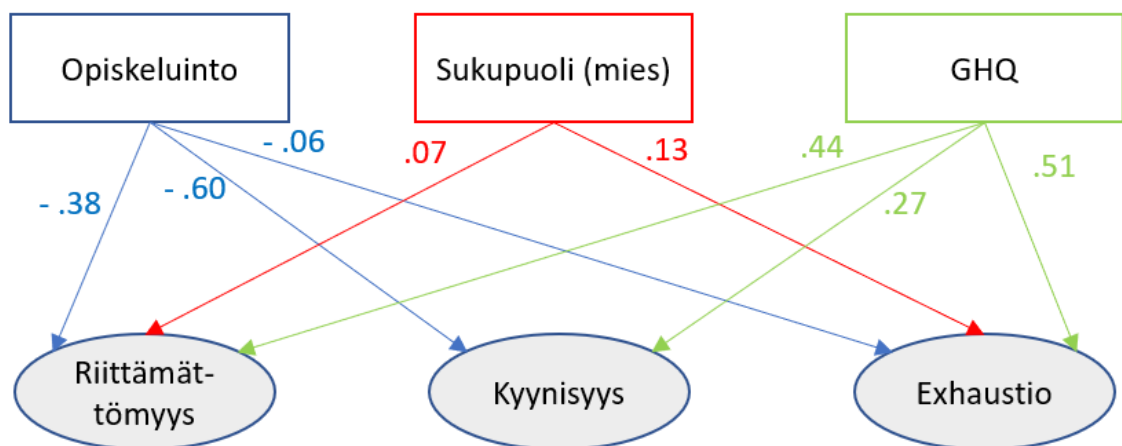 Opiskeluinto
Sukupuoli (mies)
GHQ
- .38
- .60
- .06
.07
.13
.44
.27
.51
Riittämät-
tömyys
Kyynisyys
Exhaustio